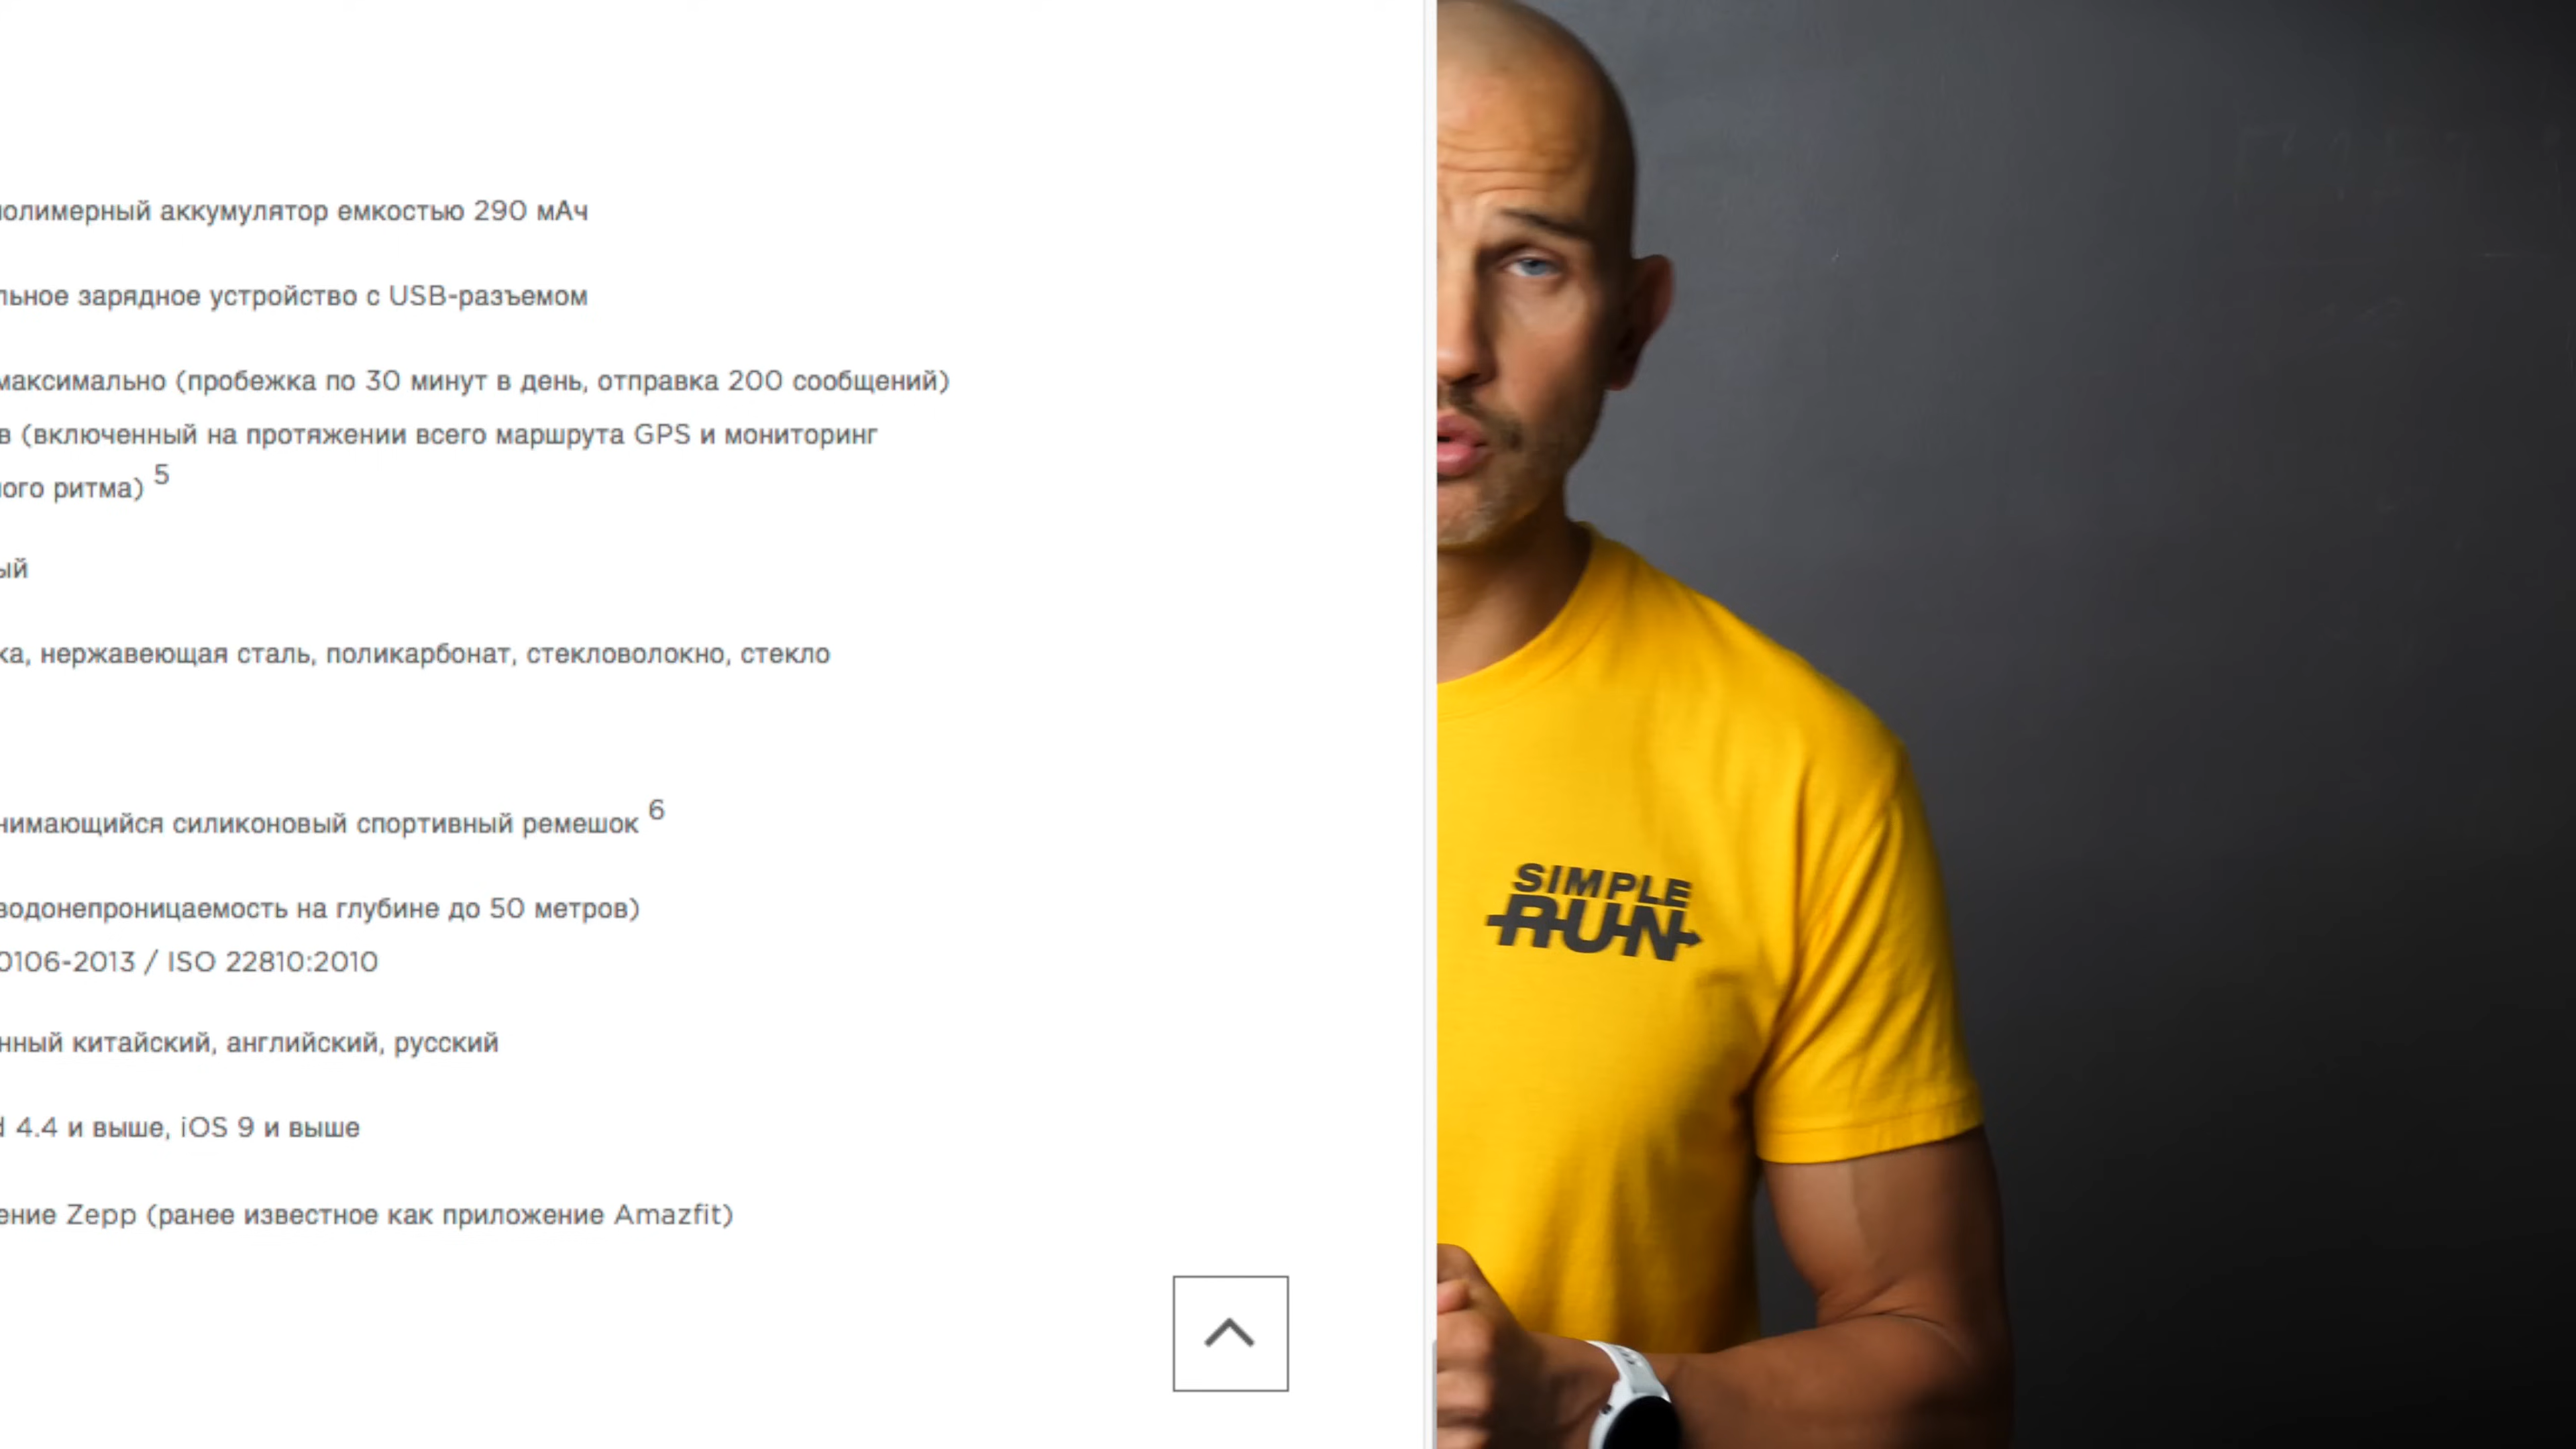 полимерный аккумулятор емкостью 290 мАч
льное зарядное устройство с USB-разъемом
максимально (пробежка по 30 минут в день, отправка 200 сообщений)
в (включенный на протяжении всего маршрута GPS и мониторинг
ного ритма) 5
ый
ка, нержавеющая сталь, поликарбонат, стекловолокно, стекло
нимающийся силиконовый спортивный ремешок 6
водонепроницаемость на глубине до 50 метров)
0106-2013 / ISO 22810:2010
нный китайский, английский, русский
d 4.4 и выше, iOS 9 и выше
ение Zepp (ранее известное как приложение Amazfit)
SIMPLE
RUN